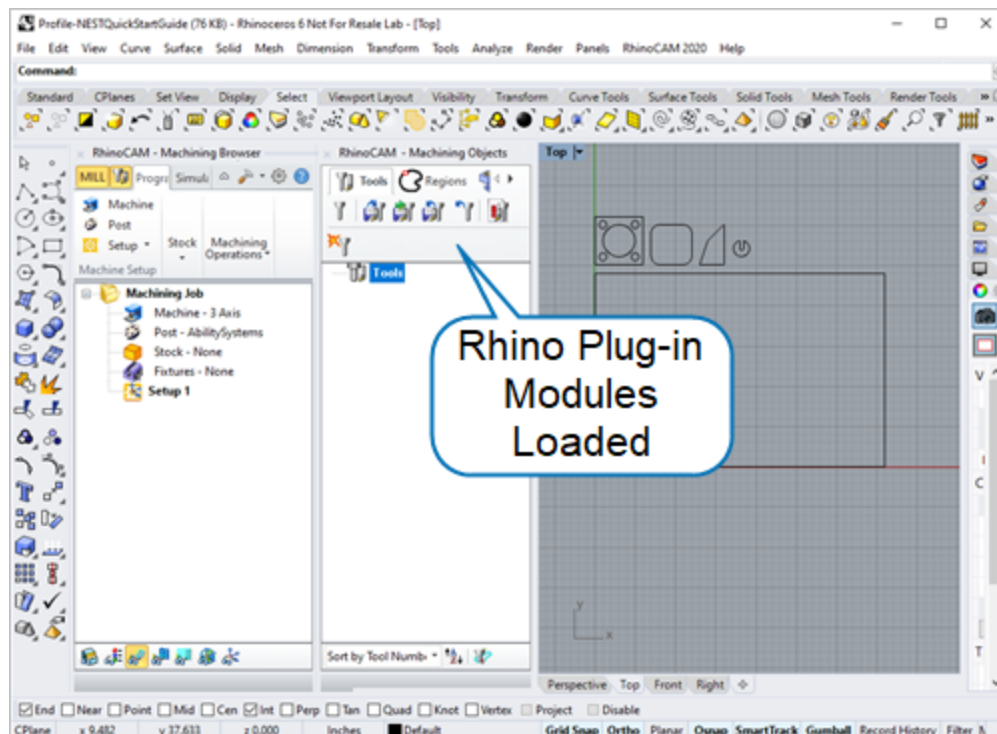 Profile-NESTQuickStartGuide (76 KB) - Rhinoceros 6 Not For Resale Lab - [Top]
File Edit View Curve Surface Solid Mesh Dimension Transform Tools Analyze Render Panels RhinoCAM 2020 Help
Command:
Standard CPlanes Set View Display Select Viewport Layout Visibility Transform Curve Tools Surface Tools Solid Tools Mesh Tools Render Tools »
RhinoCAM - Machining Browser
RhinoCAM - Machining Objects
Top
MILL Progr Simul
Tools Regions
Machine
Post
Setup
Stock
Machining
Operations
Machine Setup
Tools
Machining Job
Machine - 3 Axis
Post - AbilitySystems
Stock - None
Fixtures - None
Setup 1
Rhino Plug-in
Modules
Loaded
V
C
T
y
x
Sort by Tool Numb
Perspective Top Front Right
End Near Point Mid Cen Int Perp Tan Quad Knot Vertex Project Disable
CPlane x 9.482 y 37.633 z 0.000 Inches Default Grid Snap Ortho Planar Osnap SmartTrack Gumball Record History Filter